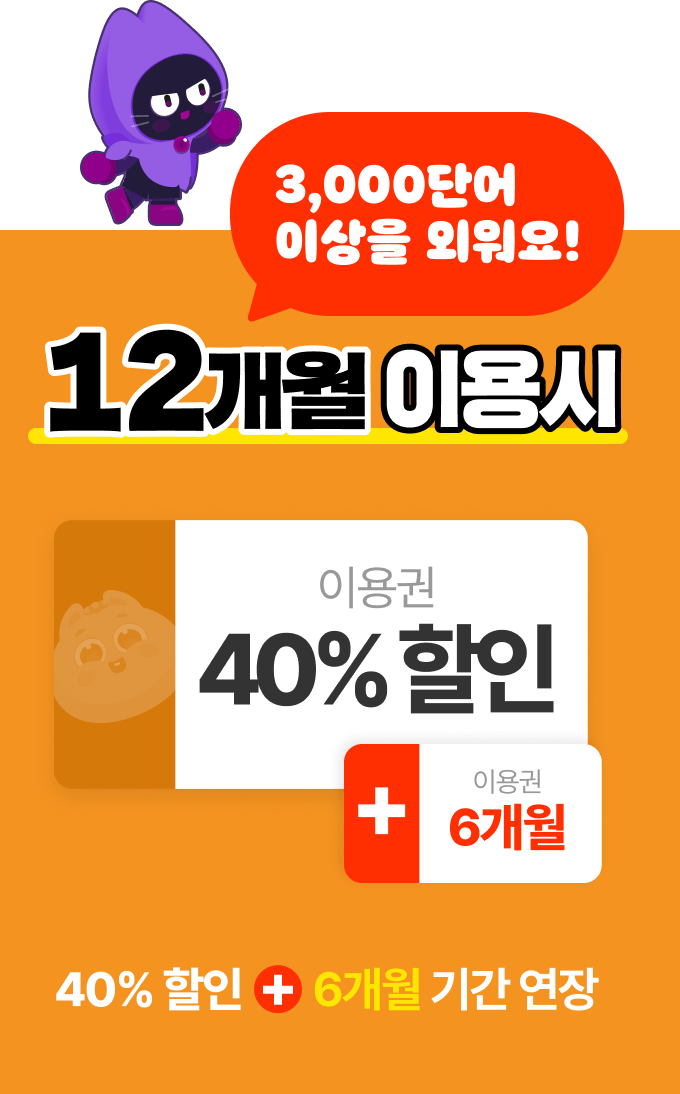 3,000단어
이상을 외워요!
12개월 이용시
이용권
40% 할인
+
이용권
6개월
40% 할인 + 6개월 기간 연장